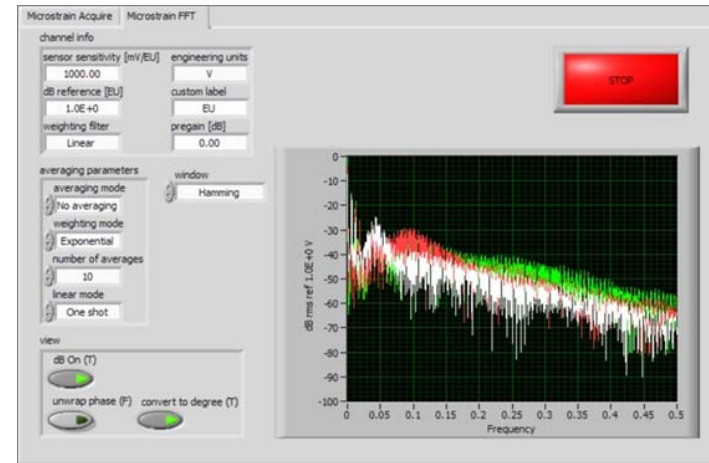 Microstrain Acquire Microstrain FFT
channel info
sensor sensitivity [mV/EU] engineering units
1000.00 V
dB reference [EU] custom label
1.0E+0 EU
weighting filter pregain [dB]
Linear 0.00
STOP
averaging parameters
averaging mode
No averaging
weighting mode
Exponential
number of averages
10
linear mode
One shot
window
Hamming
view
dB On (T)
unwrap phase (F) convert to degree (T)
dB rms ref 1.0E+0 V
0
-10
-20
-30
-40
-50
-60
-70
-80
-90
-100
0 0.05 0.1 0.15 0.2 0.25 0.3 0.35 0.4 0.45 0.5
Frequency